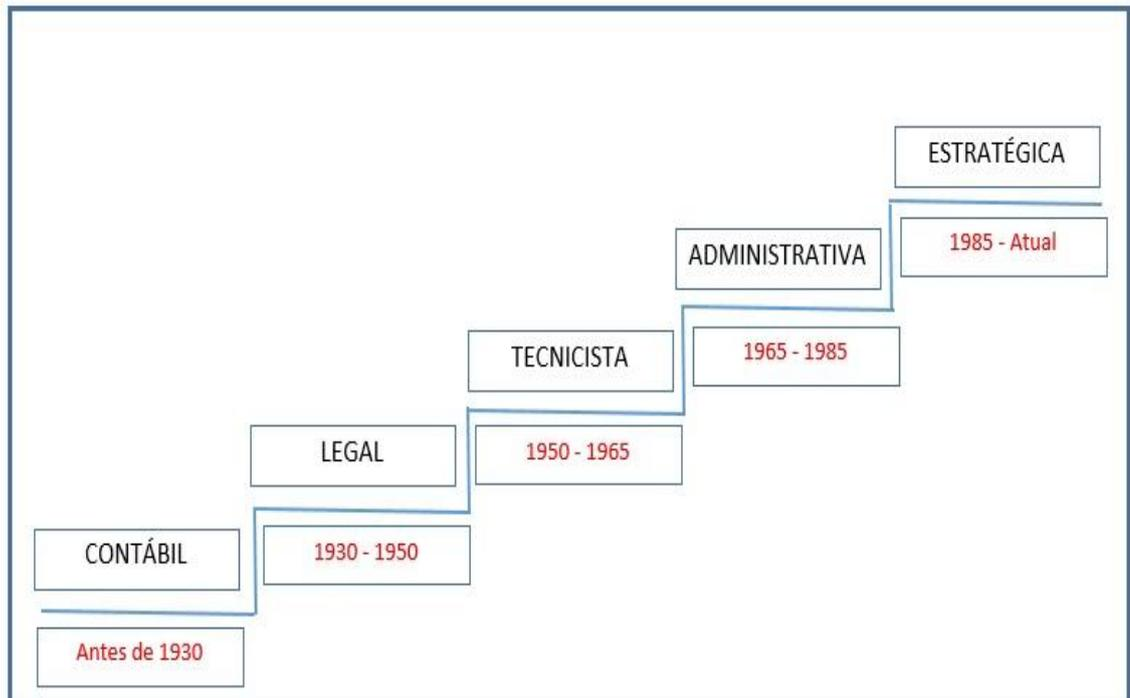 ESTRATÉGICA
1985 - Atual
ADMINISTRATIVA
1965 - 1985
TECNICISTA
1950 - 1965
LEGAL
1930 - 1950
CONTÁBIL
Antes de 1930